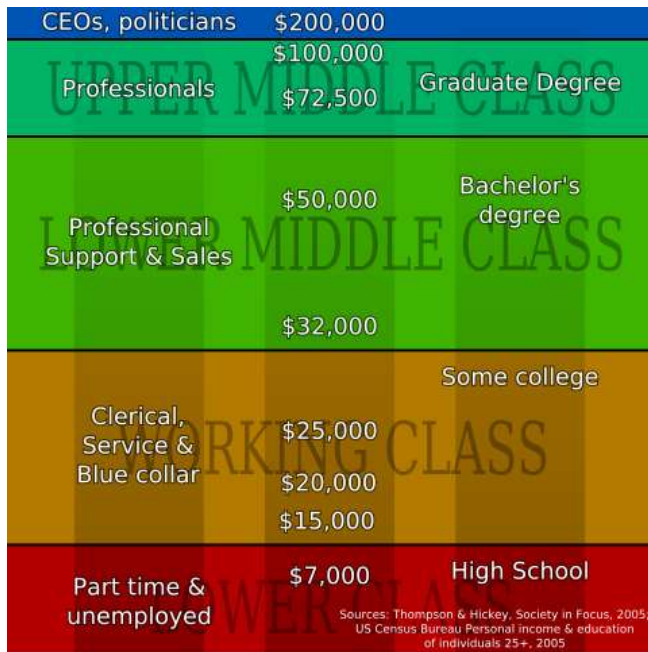 CEOs, politicians $200,000
$100,000
UPPER MIDDLE CLASS
Professionals $72,500 Graduate Degree
$50,000 Bachelor's
degree
LOWER MIDDLE CLASS
Professional
Support & Sales
$32,000
Some college
Clerical,
Service &
Blue collar
$25,000
WORKING CLASS
$20,000
$15,000
$7,000 High School
Part time &
unemployed
LOWER CLASS
Sources: Thompson & Hickey, Society in Focus, 2005;
US Census Bureau Personal income & education
of individuals 25+, 2005